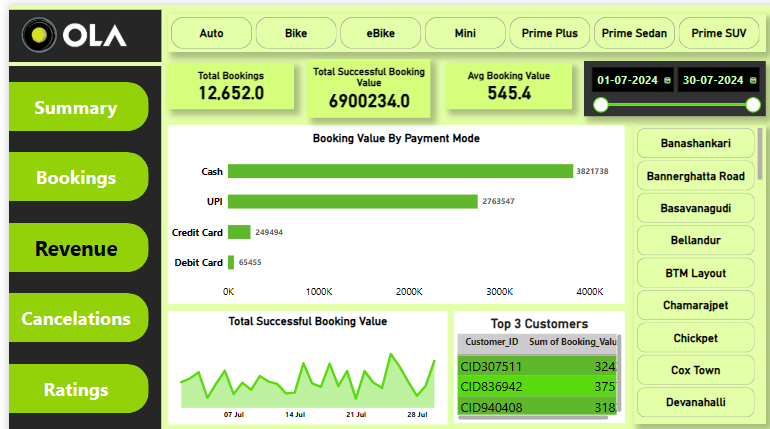 OLA
Auto
Bike
eBike
Mini
Prime Plus
Prime Sedan
Prime SUV
Total Bookings
12,652.0
Total Successful Booking
Value
6900234.0
Avg Booking Value
545.4
01-07-2024
30-07-2024
Summary
Bookings
Revenue
Cancelations
Ratings
Booking Value By Payment Mode
Cash
3821738
UPI
2763547
Credit Card
249494
Debit Card
65455
0K
1000K
2000K
3000K
4000K
Total Successful Booking Value
07 Jul
14 Jul
21 Jul
28 Jul
Top 3 Customers
Customer_ID Sum of Booking_Valu
CID307511 324
CID836942 375
CID940408 318
Banashankari
Bannerghatta Road
Basavanagudi
Bellandur
BTM Layout
Chamarajpet
Chickpet
Cox Town
Devanahalli